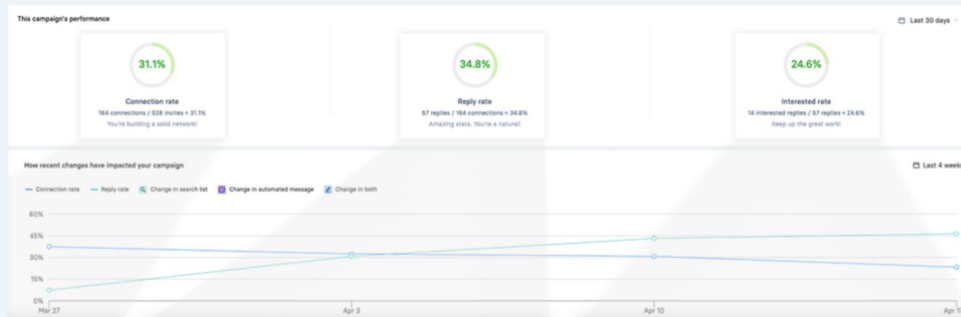 This campaign's performance
Last 30 days
31.1%
34.8%
24.6%
Connection rate
Reply rate
Interested rate
164 connections / 528 invites = 31.1%
57 replies / 164 connections = 34.8%
14 interested replies / 57 replies = 24.6%
You're building a solid network!
Amazing stats. You're a natural!
Keep up the great work!
How recent changes have impacted your campaign
Last 4 week
Connection rate
Reply rate
Change in search list
Change in automated message
Change in both
60%
45%
30%
15%
0%
Mar 27
Apr 3
Apr 10
Apr